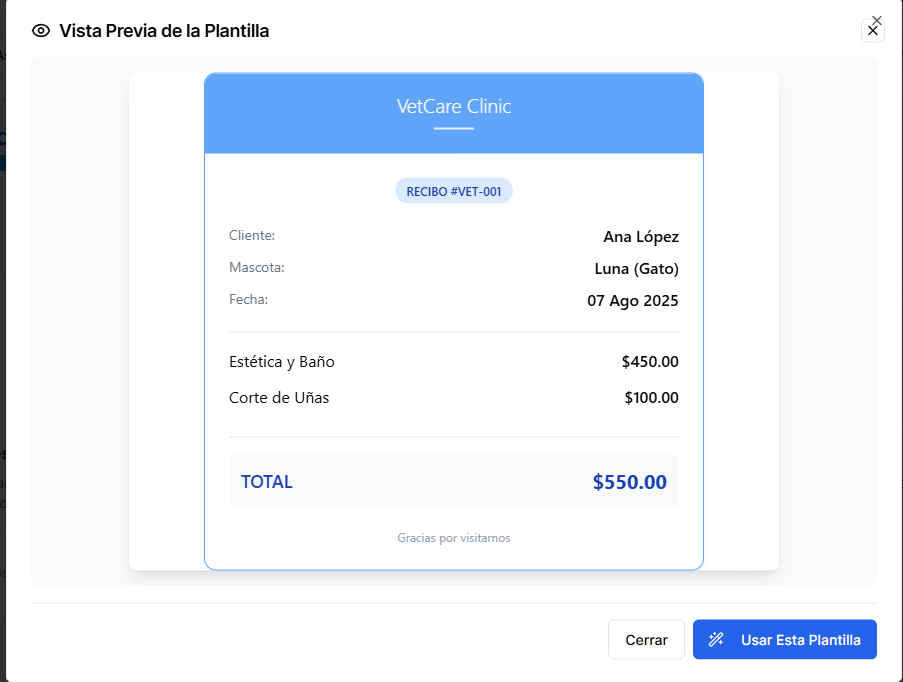 Vista Previa de la Plantilla
VetCare Clinic
RECIBO #VET-001
Cliente: Ana López
Mascota: Luna (Gato)
Fecha: 07 Ago 2025
Estética y Baño $450.00
Corte de Uñas $100.00
TOTAL $550.00
Gracias por visitarnos
Cerrar
Usar Esta Plantilla